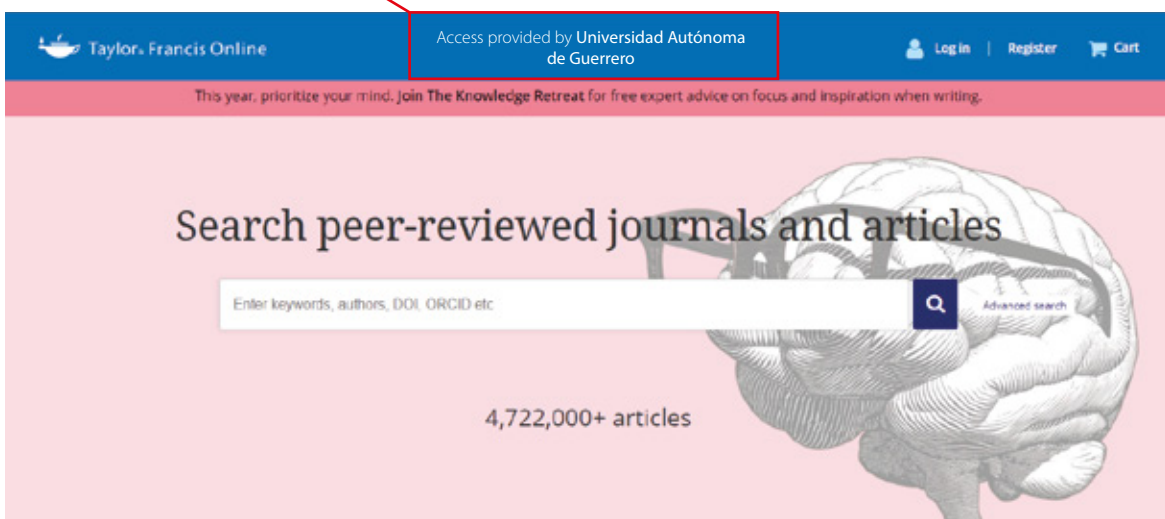 Taylor & Francis Online
Access provided by Universidad Autónoma
de Guerrero
Log in | Register
Cart
This year, prioritize your mind. Join The Knowledge Retreat for free expert advice on focus and inspiration when writing.
Search peer-reviewed journals and articles
Enter keywords, authors, DOI, ORCID etc
Advanced search
4,722,000+ articles